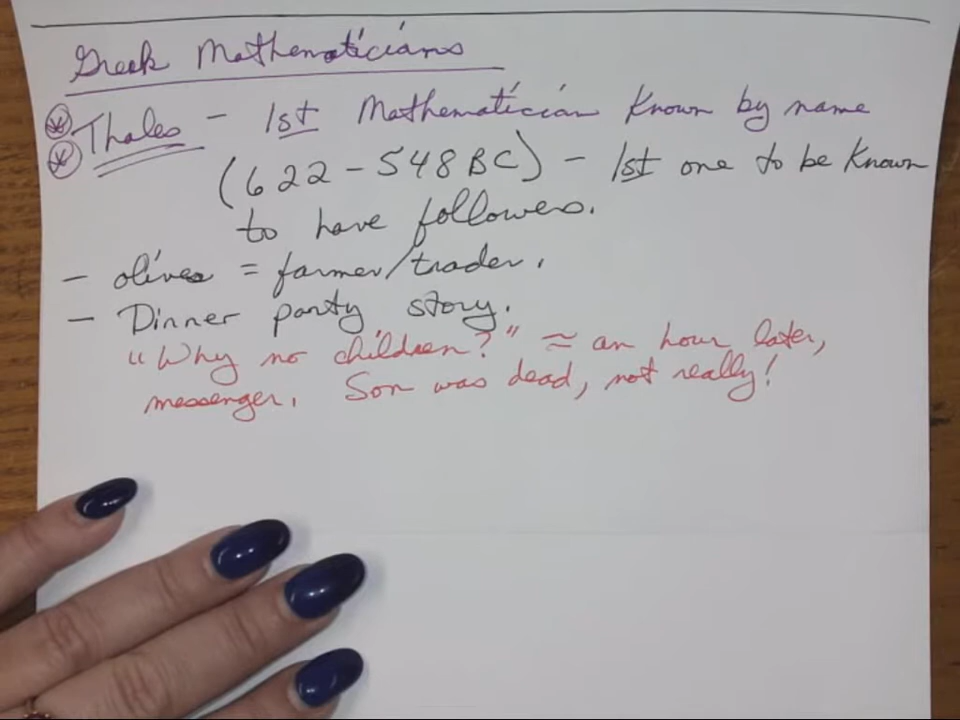 Greek Mathematicians
Thales - 1st Mathematician Known by name
(622-548 BC) - 1st one to be known
to have followers.
- olives = farmer/trader.
- Dinner party story.
"Why no children?" ≈ an hour later,
messenger. Son was dead, not really!